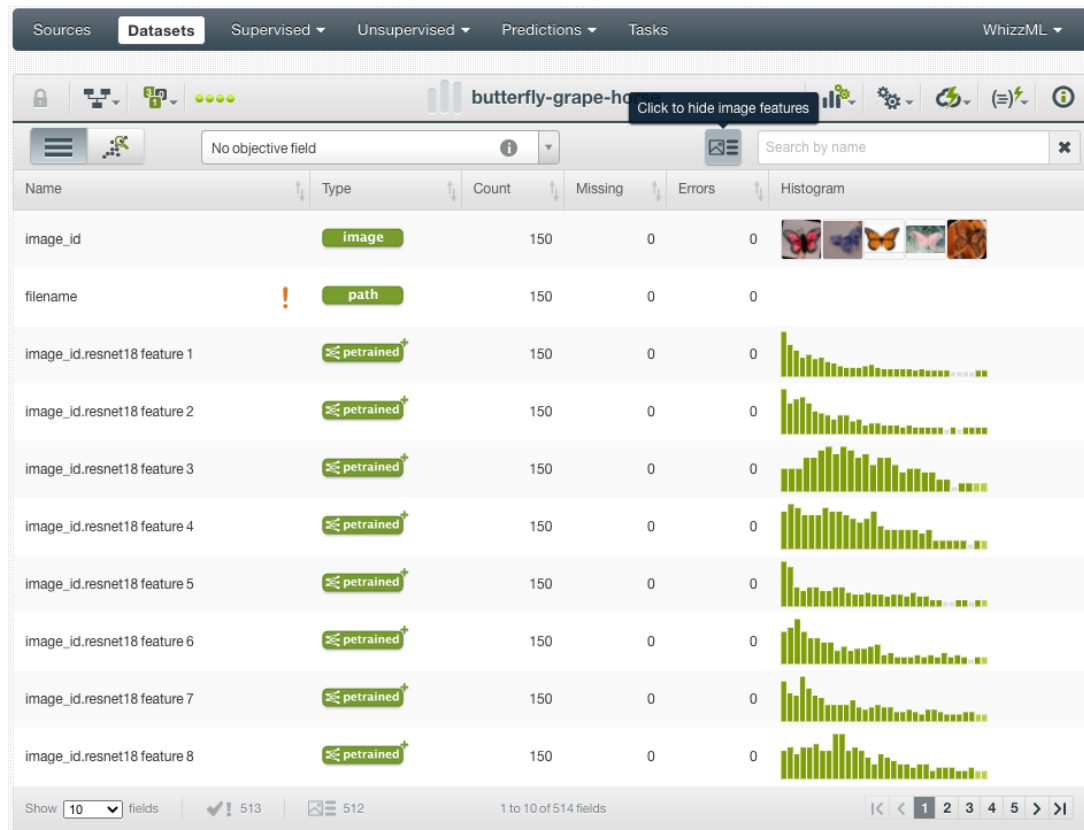 Sources Datasets Supervised Unsupervised Predictions Tasks WhizzML
butterfly-grape-horse
Click to hide image features
No objective field
Search by name
Name Type Count Missing Errors Histogram
image_id image 150 0 0
filename ! path 150 0 0
image_id.resnet18 feature 1 petrained 150 0 0
image_id.resnet18 feature 2 petrained 150 0 0
image_id.resnet18 feature 3 petrained 150 0 0
image_id.resnet18 feature 4 petrained 150 0 0
image_id.resnet18 feature 5 petrained 150 0 0
image_id.resnet18 feature 6 petrained 150 0 0
image_id.resnet18 feature 7 petrained 150 0 0
image_id.resnet18 feature 8 petrained 150 0 0
Show 10 fields 513 512 1 to 10 of 514 fields 1 2 3 4 5